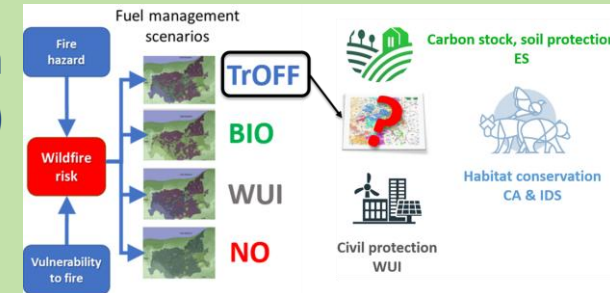 Fuel management
scenarios
Fire
hazard
Wildfire
risk
Vulnerability
to fire
TrOFF
BIO
WUI
NO
?
Carbon stock, soil protection
ES
Habitat conservation
CA & IDS
Civil protection
WUI